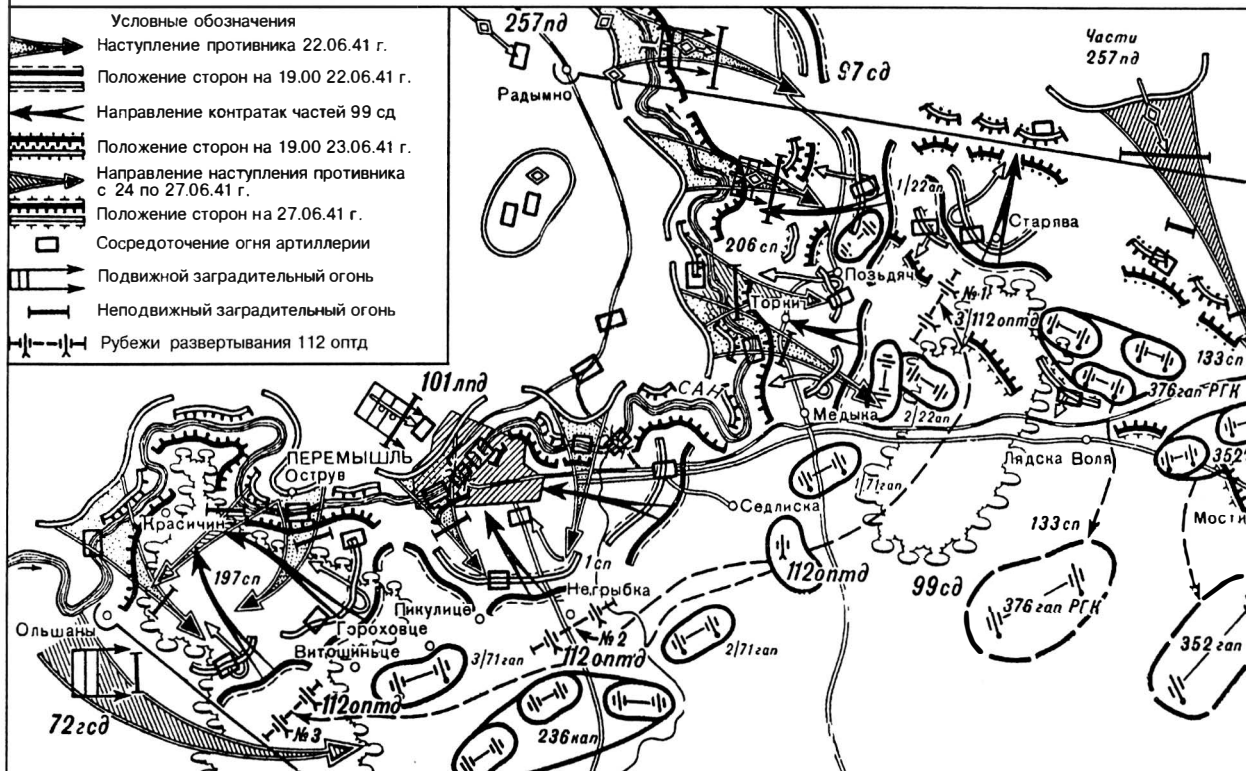 Условные обозначения
Наступление противника 22.06.41 г.
Положение сторон на 19.00 22.06.41 г.
Направление контратак частей 99 сд
Положение сторон на 19.00 23.06.41 г.
Направление наступления противника
с 24 по 27.06.41 г.
Положение сторон на 27.06.41 г.
Сосредоточение огня артиллерии
Подвижной заградительный огонь
Неподвижный заградительный огонь
Рубежи развертывания 112 оптд
257пд
Радымно
97сд
Части
257пд
1/22ап
Старява
206сп
Позьдяч
Торки
№1
3/112оптд
133сп
376гап РГК
101лпд
САН
Медыка
2/22ап
352
ПЕРЕМЫШЛЬ
Острув
Лядска Воля
1/71гап
Мости
Красичин
Седлиска
133сп
1сп
112оптд
99сд
197сп
Негрыбка
376гап РГК
Пикулице
Ольшаны
Гороховце
№2
Витошиньце
112оптд
2/71гап
352гап
3/71гап
112оптд
72гсд
№3
236кап